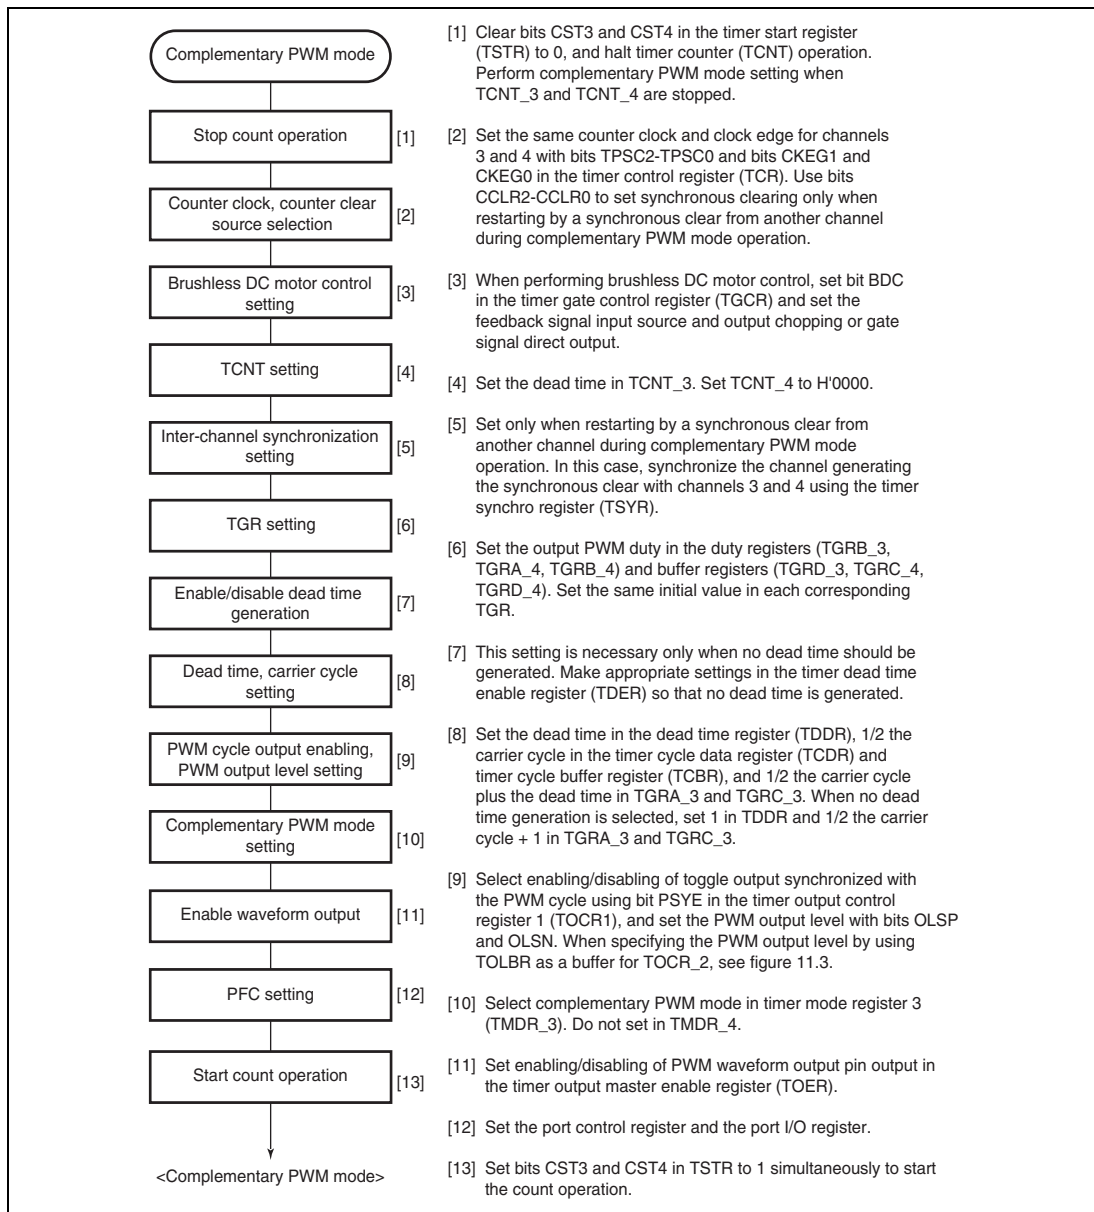 Complementary PWM mode
Stop count operation
[1]
Counter clock, counter clear
source selection
[2]
Brushless DC motor control
setting
[3]
TCNT setting
[4]
Inter-channel synchronization
setting
[5]
TGR setting
[6]
Enable/disable dead time
generation
[7]
Dead time, carrier cycle
setting
[8]
PWM cycle output enabling,
PWM output level setting
[9]
Complementary PWM mode
setting
[10]
Enable waveform output
[11]
PFC setting
[12]
Start count operation
[13]
<Complementary PWM mode>
[1] Clear bits CST3 and CST4 in the timer start register
(TSTR) to 0, and halt timer counter (TCNT) operation.
Perform complementary PWM mode setting when
TCNT_3 and TCNT_4 are stopped.
[2] Set the same counter clock and clock edge for channels
3 and 4 with bits TPSC2-TPSC0 and bits CKEG1 and
CKEG0 in the timer control register (TCR). Use bits
CCLR2-CCLR0 to set synchronous clearing only when
restarting by a synchronous clear from another channel
during complementary PWM mode operation.
[3] When performing brushless DC motor control, set bit BDC
in the timer gate control register (TGCR) and set the
feedback signal input source and output chopping or gate
signal direct output.
[4] Set the dead time in TCNT_3. Set TCNT_4 to H'0000.
[5] Set only when restarting by a synchronous clear from
another channel during complementary PWM mode
operation. In this case, synchronize the channel generating
the synchronous clear with channels 3 and 4 using the timer
synchro register (TSYR).
[6] Set the output PWM duty in the duty registers (TGRB_3,
TGRA_4, TGRB_4) and buffer registers (TGRD_3, TGRC_4,
TGRD_4). Set the same initial value in each corresponding
TGR.
[7] This setting is necessary only when no dead time should be
generated. Make appropriate settings in the timer dead time
enable register (TDER) so that no dead time is generated.
[8] Set the dead time in the dead time register (TDDR), 1/2 the
carrier cycle in the timer cycle data register (TCDR) and
timer cycle buffer register (TCBR), and 1/2 the carrier cycle
plus the dead time in TGRA_3 and TGRC_3. When no dead
time generation is selected, set 1 in TDDR and 1/2 the carrier
cycle + 1 in TGRA_3 and TGRC_3.
[9] Select enabling/disabling of toggle output synchronized with
the PWM cycle using bit PSYE in the timer output control
register 1 (TOCR1), and set the PWM output level with bits OLSP
and OLSN. When specifying the PWM output level by using
TOLBR as a buffer for TOCR_2, see figure 11.3.
[10] Select complementary PWM mode in timer mode register 3
(TMDR_3). Do not set in TMDR_4.
[11] Set enabling/disabling of PWM waveform output pin output in
the timer output master enable register (TOER).
[12] Set the port control register and the port I/O register.
[13] Set bits CST3 and CST4 in TSTR to 1 simultaneously to start
the count operation.